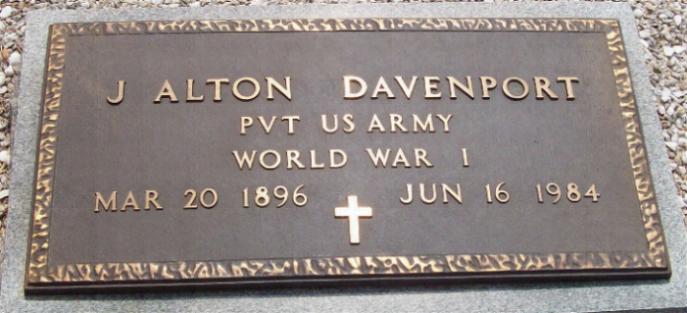 J ALTON DAVENPORT
PVT US ARMY
WORLD WAR I
MAR 20 1896 JUN 16 1984